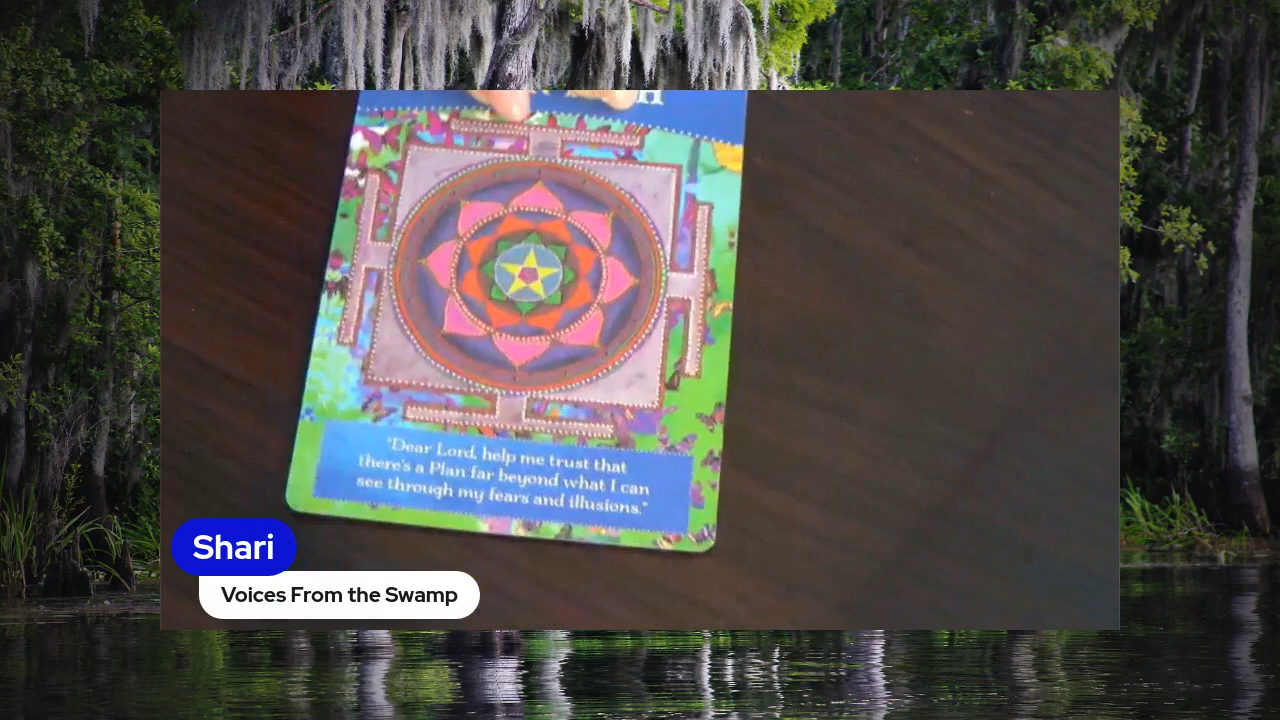 H
"Dear Lord, help me trust that
there's a Plan far beyond what I can
see through my fears and illusions."
Shari
Voices From the Swamp